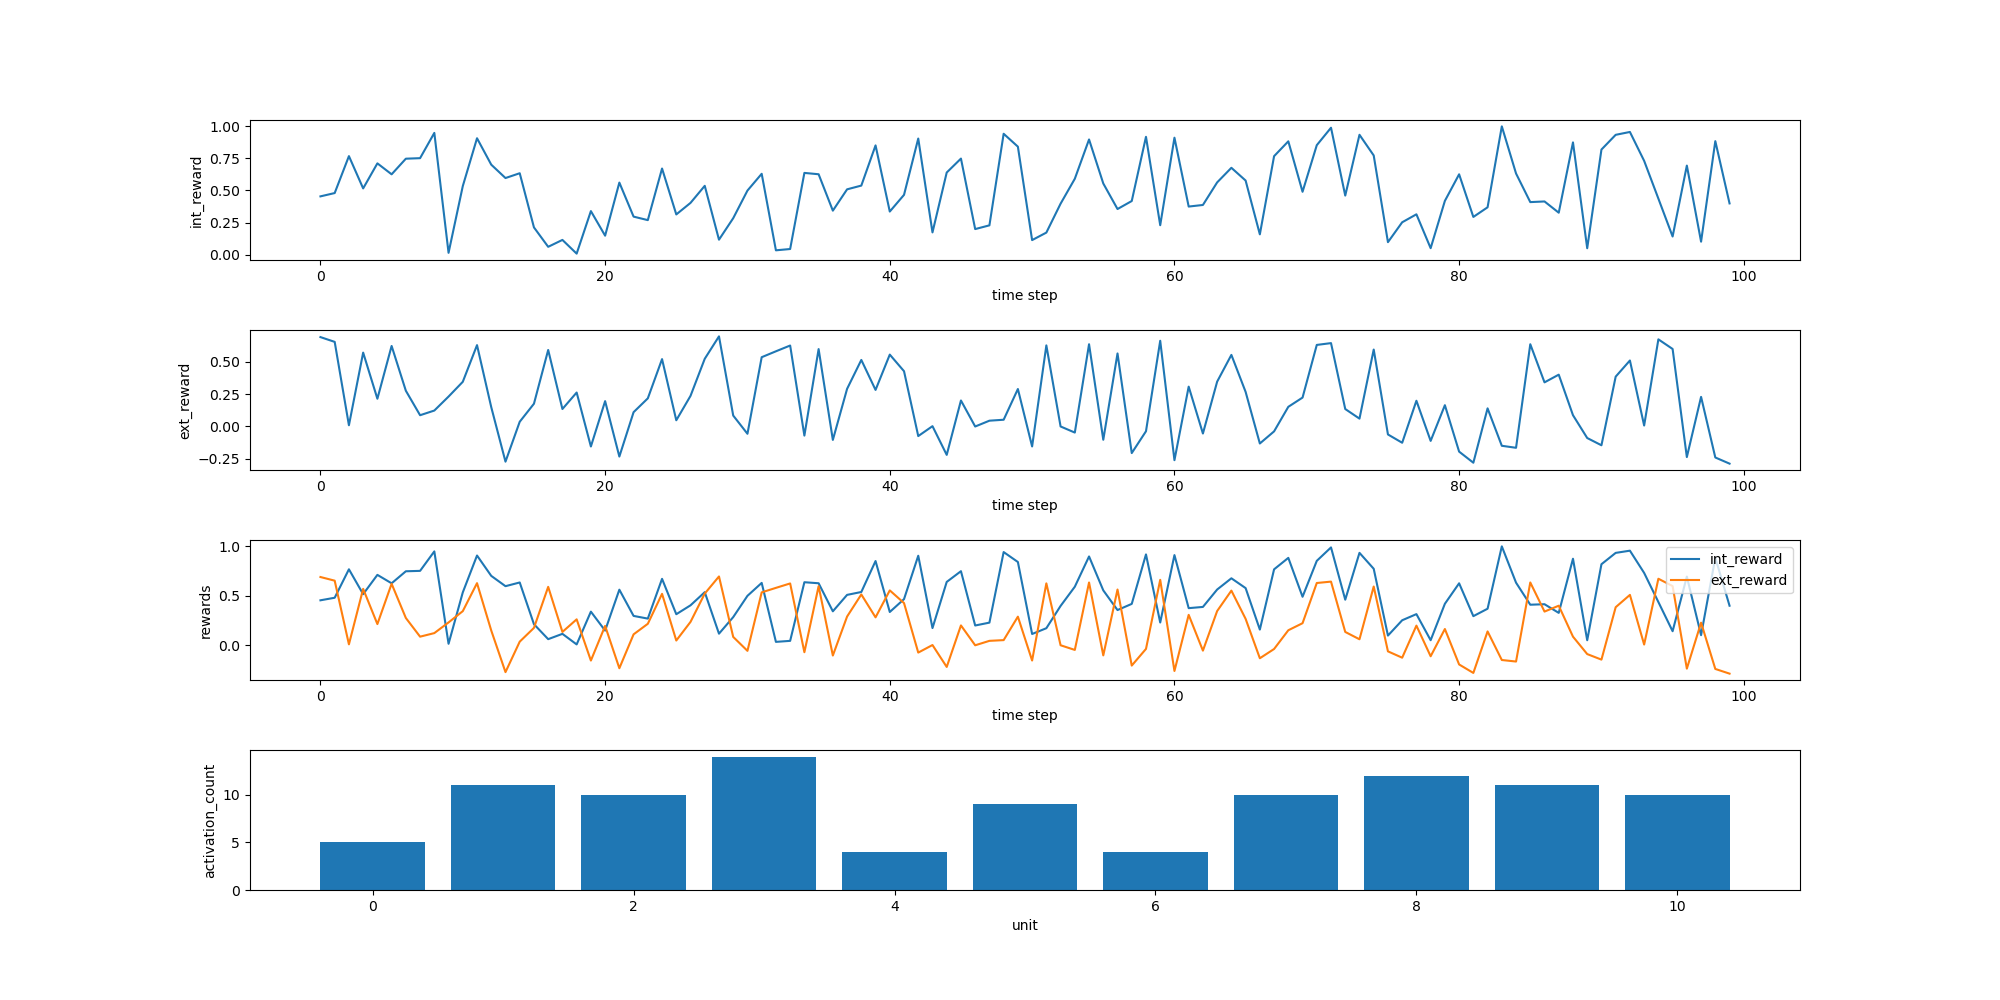 1.00
0.75
0.50
0.25
0.00
int_reward
0 20 40 60 80 100
time step
0.50
0.25
0.00
−0.25
ext_reward
0 20 40 60 80 100
time step
1.0
0.5
0.0
rewards
int_reward
ext_reward
0 20 40 60 80 100
time step
10
5
0
activation_count
0 2 4 6 8 10
unit